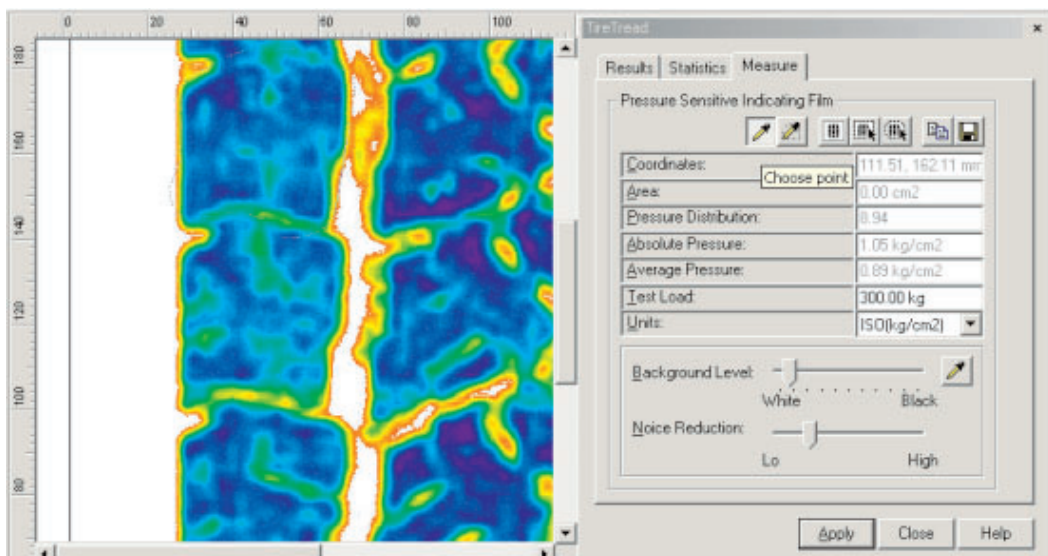 0 20 40 60 80 100
TireTread
180
160
140
120
100
80
Results Statistics Measure
Pressure Sensitive Indicating Film
Coordinates: 111.51, 162.11 mm
Choose point
Area: 0.00 cm2
Pressure Distribution: 8.94
Absolute Pressure: 1.05 kg/cm2
Average Pressure: 0.89 kg/cm2
Test Load: 300.00 kg
Units: ISO(kg/cm2)
Background Level:
White Black
Noice Reduction:
Lo High
Apply Close Help